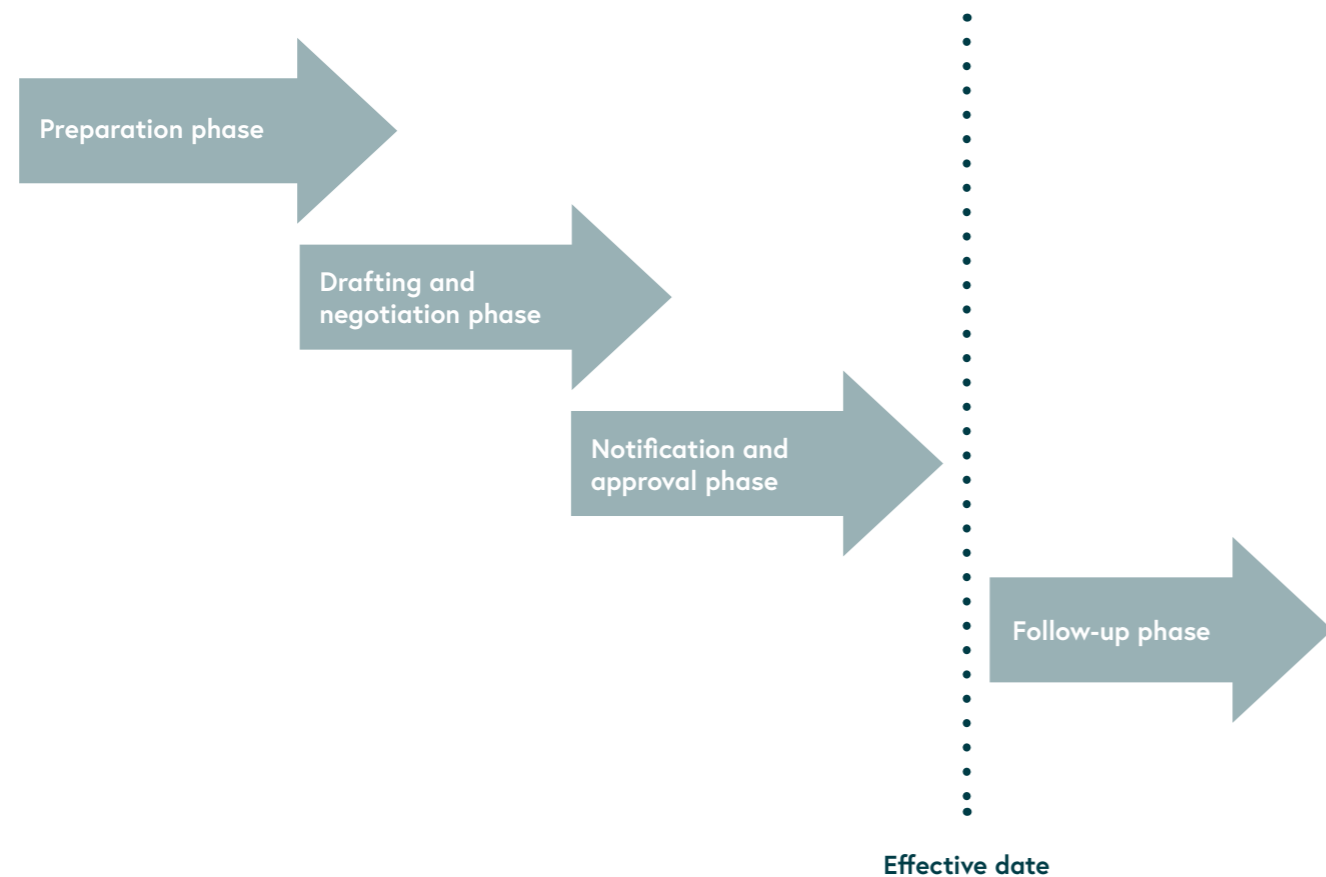 Preparation phase
Drafting and
negotiation phase
Notification and
approval phase
Follow-up phase
Effective date